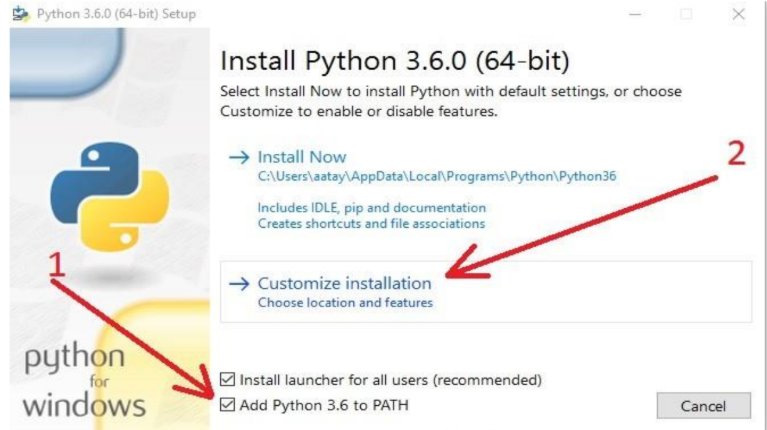 Python 3.6.0 (64-bit) Setup
Install Python 3.6.0 (64-bit)
Select Install Now to install Python with default settings, or choose
Customize to enable or disable features.
→ Install Now
C:\Users\aatay\AppData\Local\Programs\Python\Python36
Includes IDLE, pip and documentation
Creates shortcuts and file associations
2
→ Customize installation
Choose location and features
1
python
for
windows
Install launcher for all users (recommended)
Add Python 3.6 to PATH
Cancel